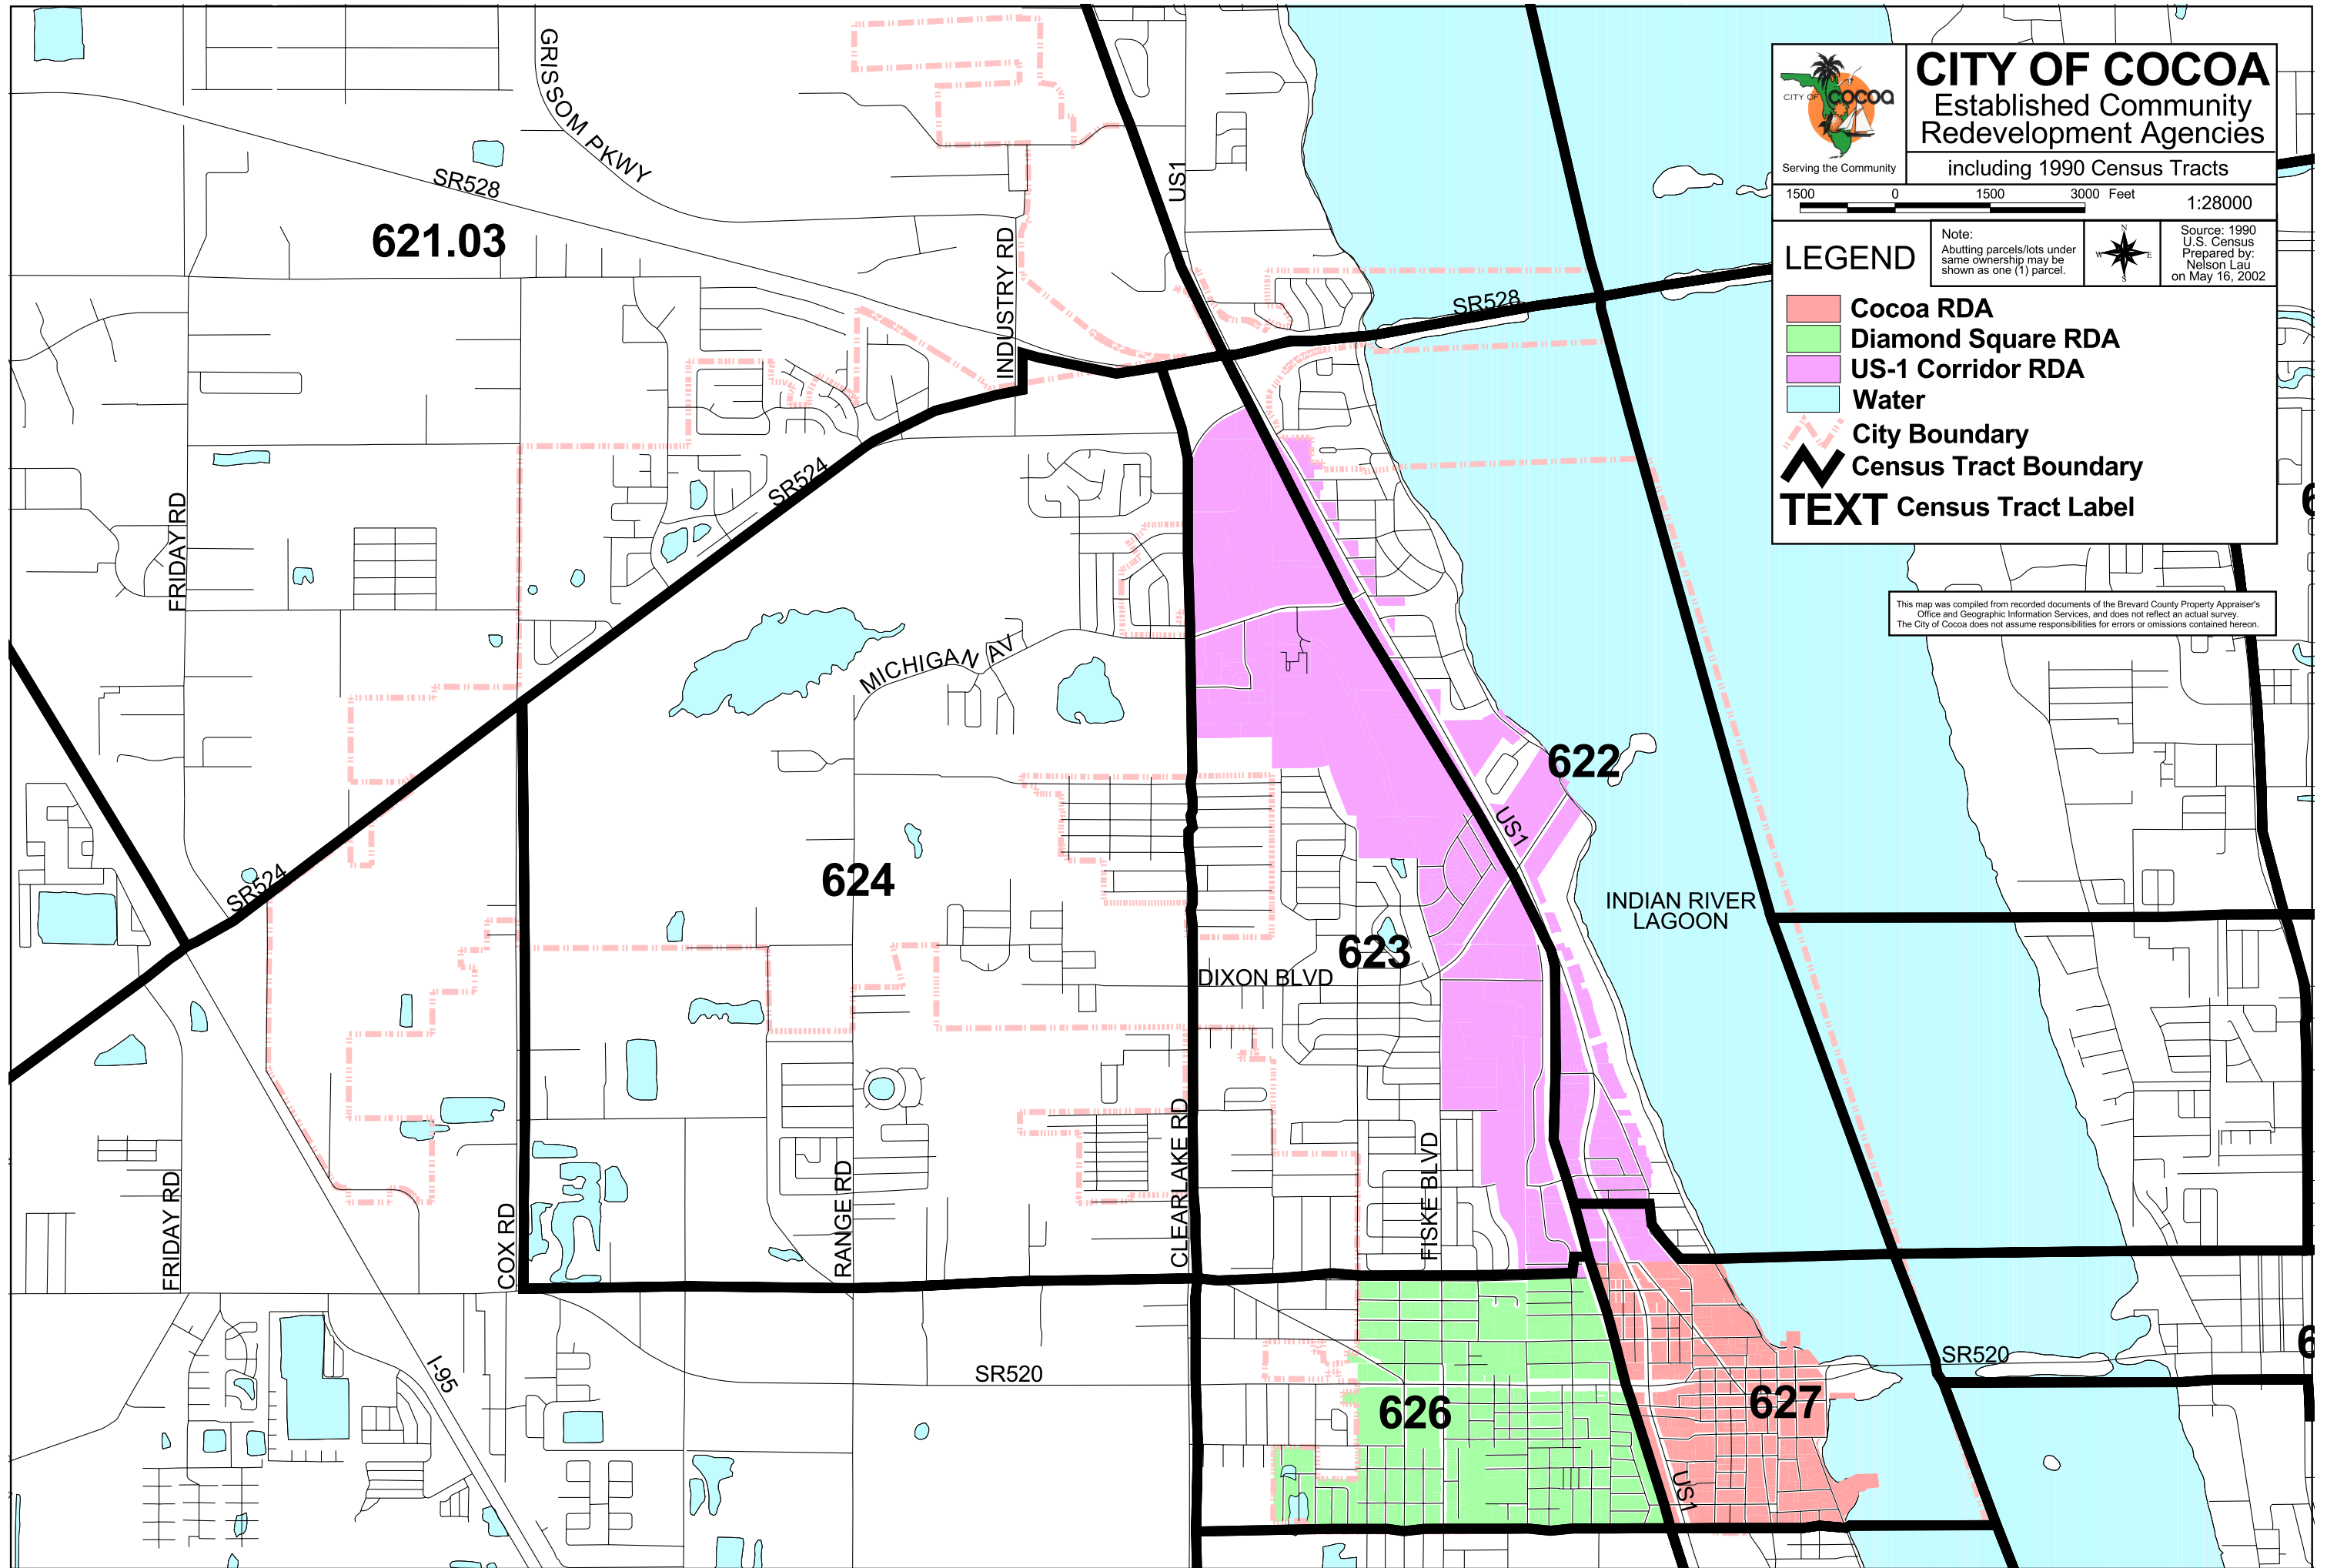 CITY OF COCOA
Established Community
Redevelopment Agencies
including 1990 Census Tracts
CITY OF COCOA
Serving the Community
1500 0 1500 3000 Feet
1:28000
LEGEND
Note:
Abutting parcels/lots under
same ownership may be
shown as one (1) parcel.
N
W E
S
Source: 1990
U.S. Census
Prepared by:
Nelson Lau
on May 16, 2002
Cocoa RDA
Diamond Square RDA
US-1 Corridor RDA
Water
City Boundary
Census Tract Boundary
TEXT Census Tract Label
This map was compiled from recorded documents of the Brevard County Property Appraiser's
Office and Geographic Information Services, and does not reflect an actual survey.
The City of Cocoa does not assume responsibilities for errors or omissions contained hereon.
GRISSOM PKWY
SR528
621.03
US1
INDUSTRY RD
SR528
SR524
FRIDAY RD
MICHIGAN AV
622
US1
SR524
624
INDIAN RIVER
LAGOON
623
DIXON BLVD
FRIDAY RD
COX RD
RANGE RD
CLEARLAKE RD
FISKE BLVD
I-95
SR520
SR520
626
627
US1